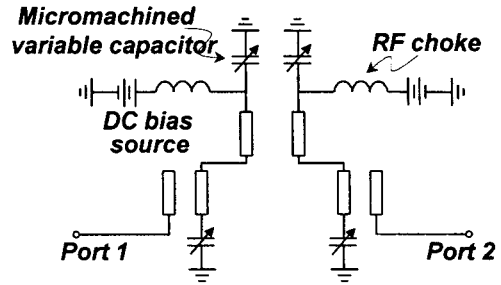 Micromachined
variable capacitor
RF choke
DC bias
source
Port 1
Port 2